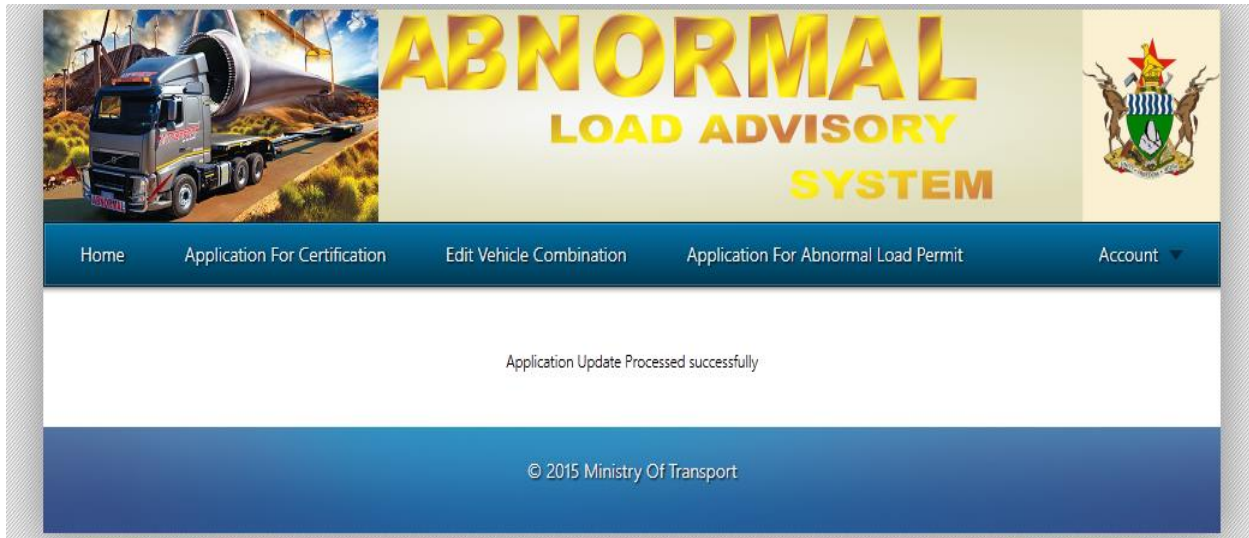 ABNORMAL
LOAD ADVISORY
SYSTEM
ABNORMAL
Home Application For Certification Edit Vehicle Combination Application For Abnormal Load Permit Account
Application Update Processed successfully
© 2015 Ministry Of Transport